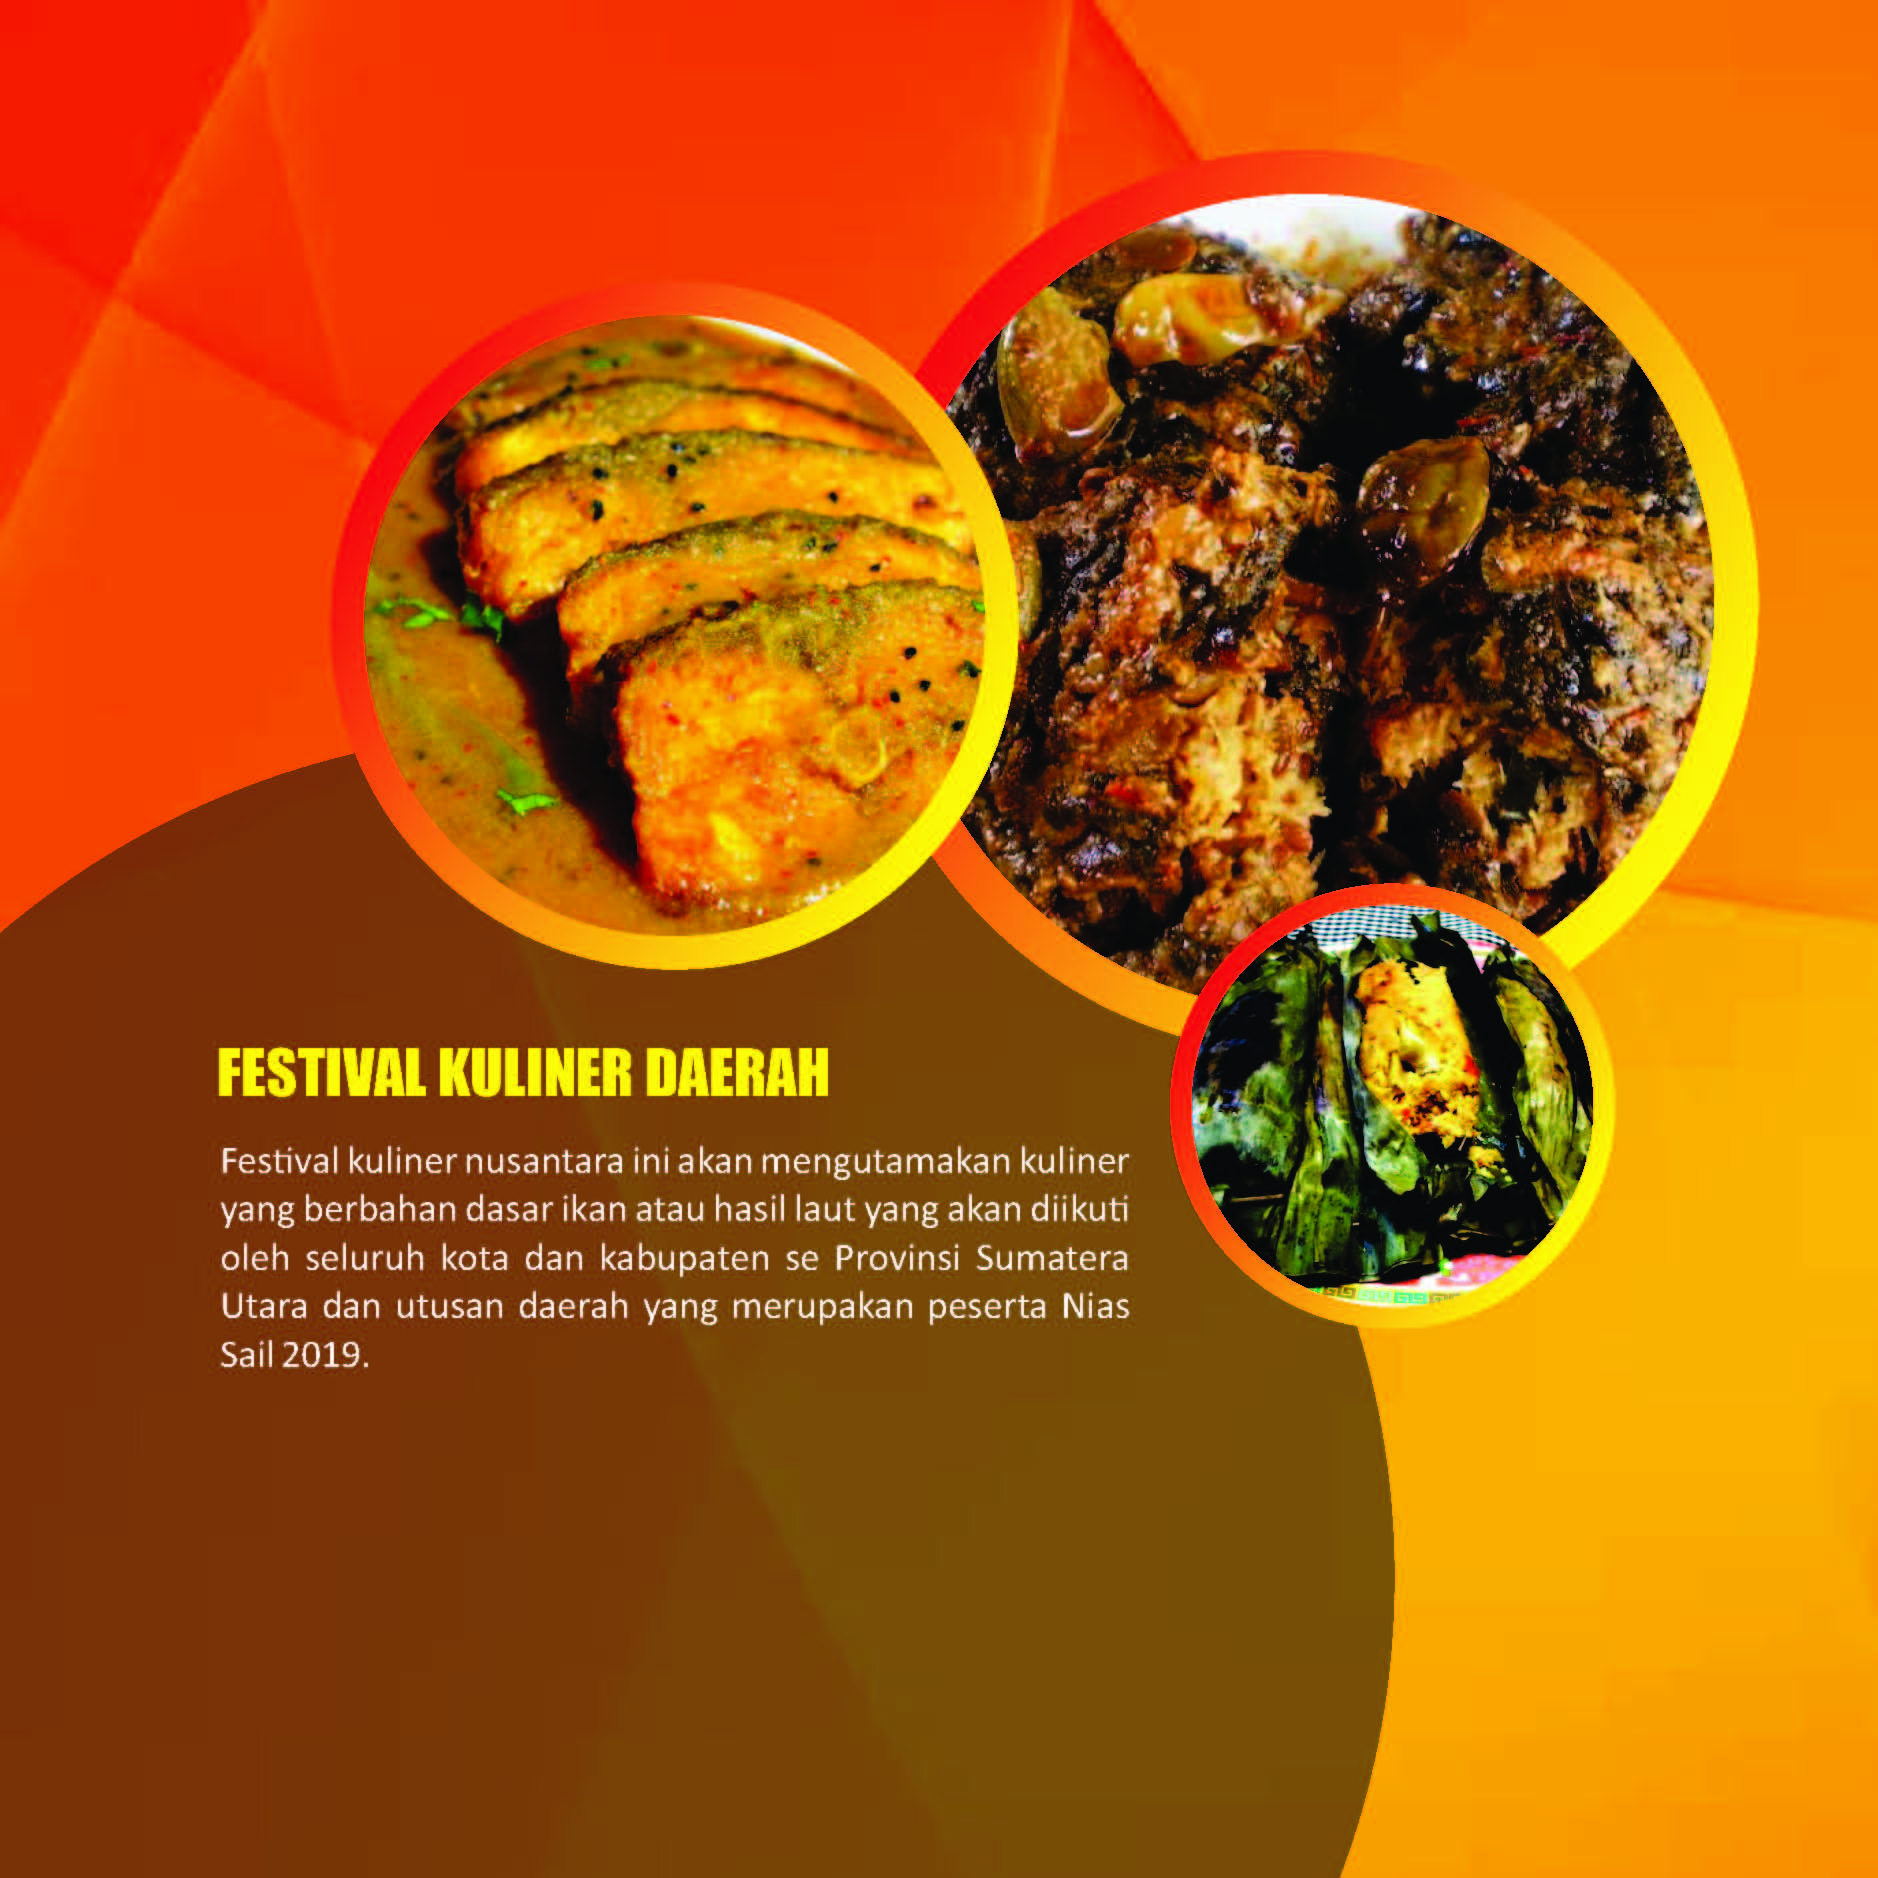 FESTIVAL KULINER DAERAH
Festival kuliner nusantara ini akan mengutamakan kuliner
yang berbahan dasar ikan atau hasil laut yang akan diikuti
oleh seluruh kota dan kabupaten se Provinsi Sumatera
Utara dan utusan daerah yang merupakan peserta Nias
Sail 2019.